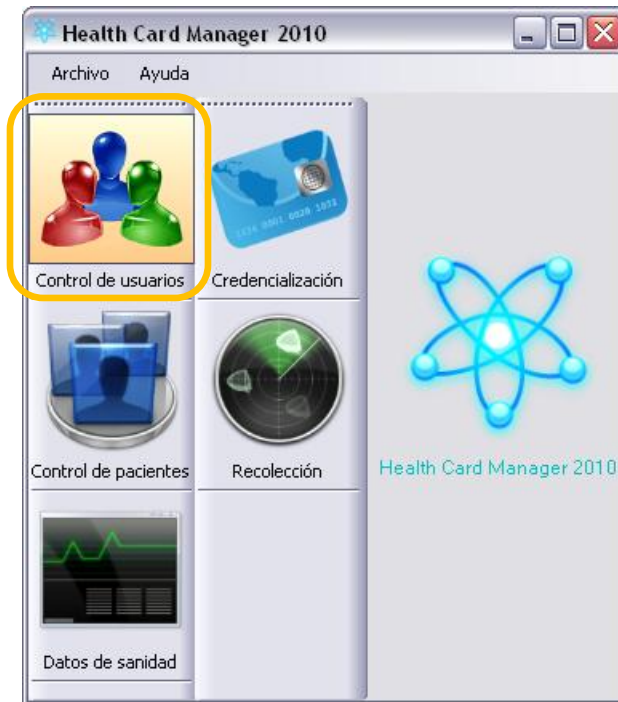 Health Card Manager 2010
Archivo Ayuda
Control de usuarios
Credencialización
Control de pacientes
Recolección
Health Card Manager 2010
Datos de sanidad